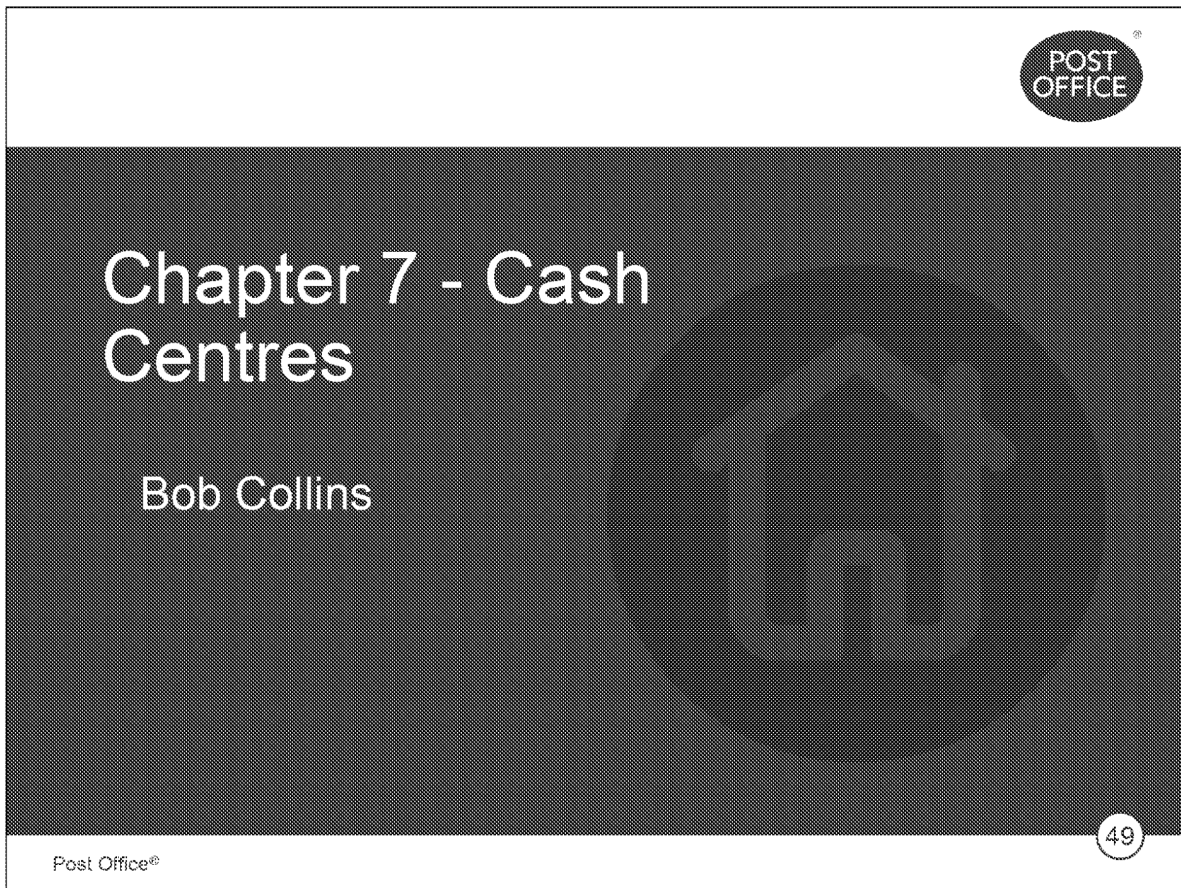 POST
OFFICE
®
Chapter 7 - Cash
Centres
Bob Collins
49
Post Office®